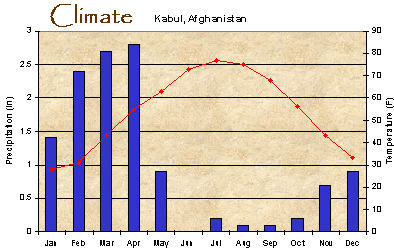 Climate Kabul, Afghanistan
3 90
2.5 80
2 70
1.5 60
1 50
0.5 40
0 30
20
10
0
Precipitation (in)
Temperature (F)
Jan Feb Mar Apr May Jun Jul Aug Sep Oct Nov Dec